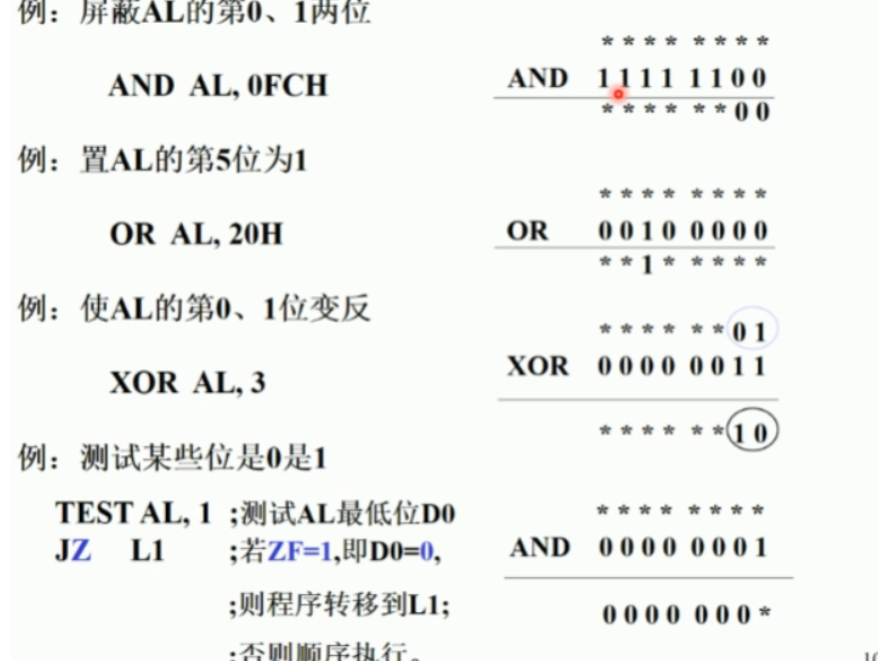 例：屏蔽AL的第0、1两位
* * * * * * * *
AND AL, 0FCH
AND 1 1 1 1 1 1 0 0
* * * * * * 0 0
例：置AL的第5位为1
* * * * * * * *
OR AL, 20H
OR 0 0 1 0 0 0 0 0
* * 1 * * * * *
例：使AL的第0、1位变反
* * * * * * 0 1
XOR AL, 3
XOR 0 0 0 0 0 0 1 1
* * * * * * 1 0
例：测试某些位是0是1
TEST AL, 1 ;测试AL最低位D0
* * * * * * * *
JZ L1 ;若ZF=1,即D0=0,
AND 0 0 0 0 0 0 0 1
;则程序转移到L1;
0 0 0 0 0 0 0 *
;否则顺序执行。